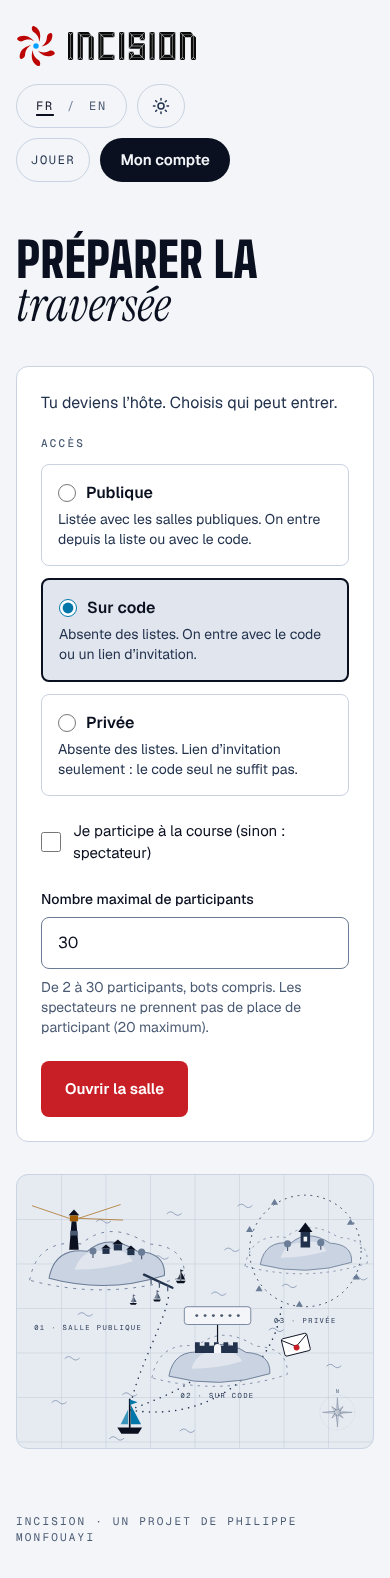 INCISION
FR / EN
JOUER
Mon compte
PRÉPARER LA
traversée
Tu deviens l’hôte. Choisis qui peut entrer.
ACCÈS
Publique
Listée avec les salles publiques. On entre
depuis la liste ou avec le code.
Sur code
Absente des listes. On entre avec le code
ou un lien d’invitation.
Privée
Absente des listes. Lien d’invitation
seulement : le code seul ne suffit pas.
Je participe à la course (sinon :
spectateur)
Nombre maximal de participants
30
De 2 à 30 participants, bots compris. Les
spectateurs ne prennent pas de place de
participant (20 maximum).
Ouvrir la salle
01 · SALLE PUBLIQUE
03 · PRIVÉE
02 · SUR CODE
N
INCISION · UN PROJET DE PHILIPPE
MONFOUAYI